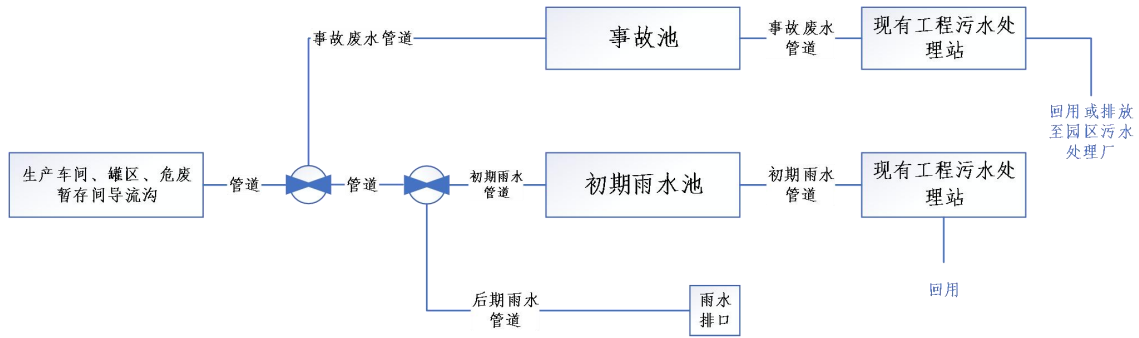 事故废水管道
事故池
事故废水
管道
现有工程污水处
理站
回用或排放
至园区污水
处理厂
生产车间、罐区、危废
暂存间导流沟
管道
管道
初期雨水
管道
初期雨水池
初期雨水
管道
现有工程污水处
理站
回用
后期雨水
管道
雨水
排口